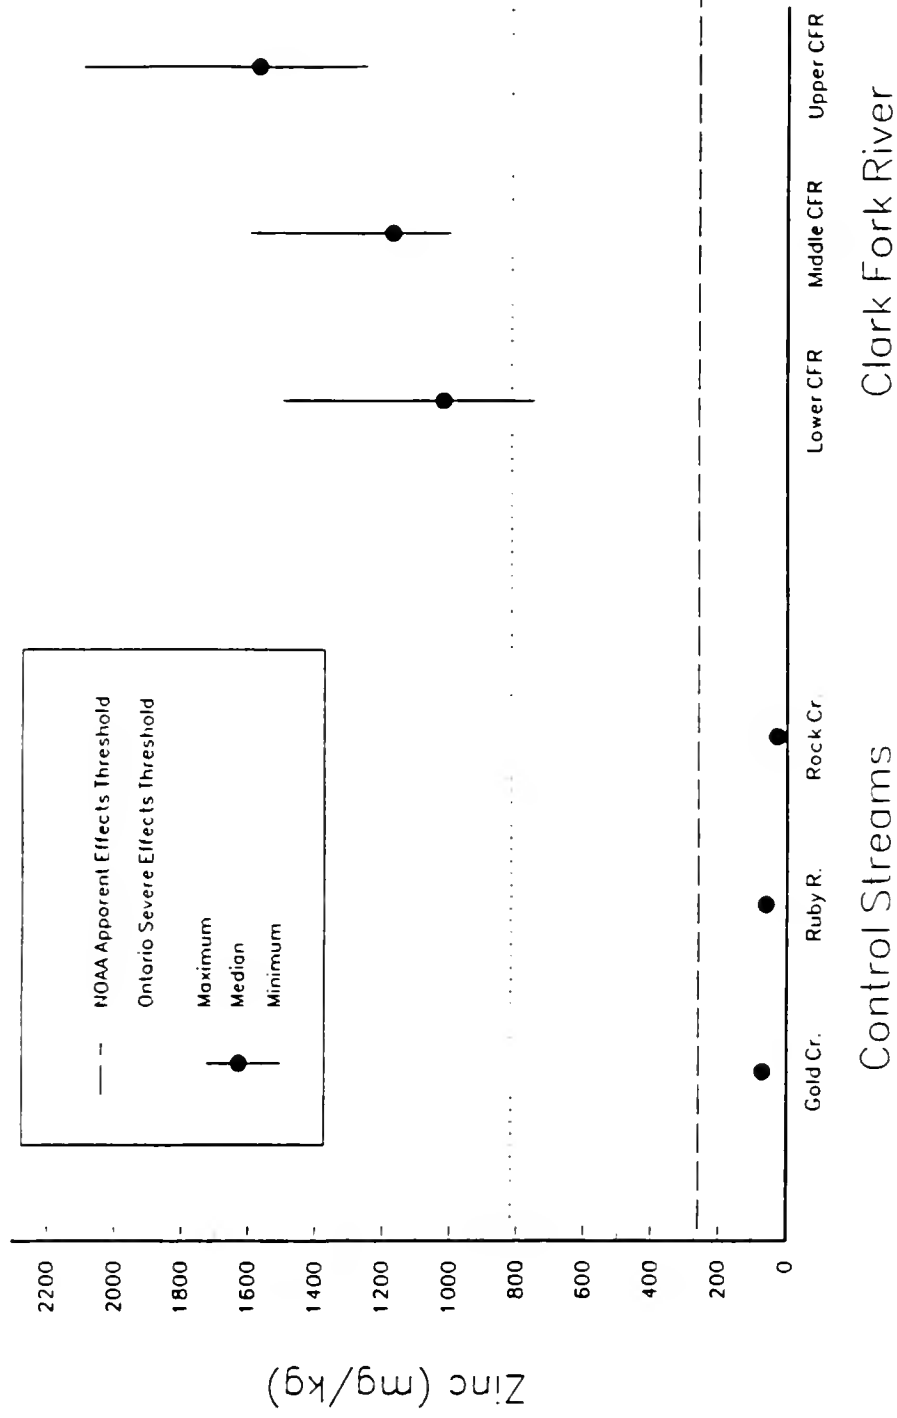 NOAA Apparent Effects Threshold
Ontario Severe Effects Threshold
Maximum
Median
Minimum
Zinc (mg/kg)
2200
2000
1800
1600
1400
1200
1000
800
600
400
200
0
Gold Cr.
Ruby R.
Rock Cr.
Lower CFR
Middle CFR
Upper CFR
Control Streams
Clark Fork River